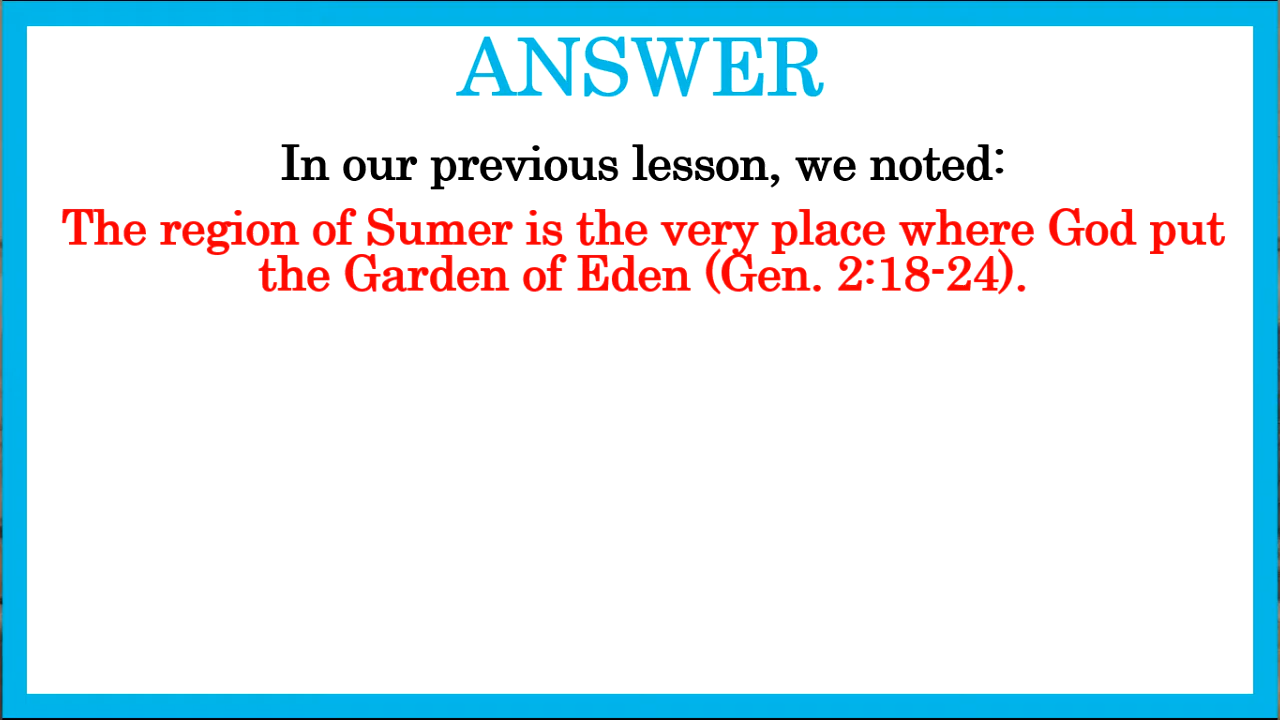 ANSWER
In our previous lesson, we noted:
The region of Sumer is the very place where God put
the Garden of Eden (Gen. 2:18-24).